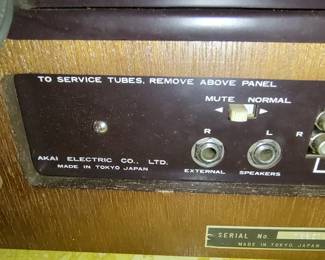 TO SERVICE TUBES, REMOVE ABOVE PANEL
MUTE NORMAL
R L R
AKAI ELECTRIC CO., LTD.
MADE IN TOKYO JAPAN
EXTERNAL SPEAKERS
L
SERIAL No.
MADE IN TOKYO JAPAN